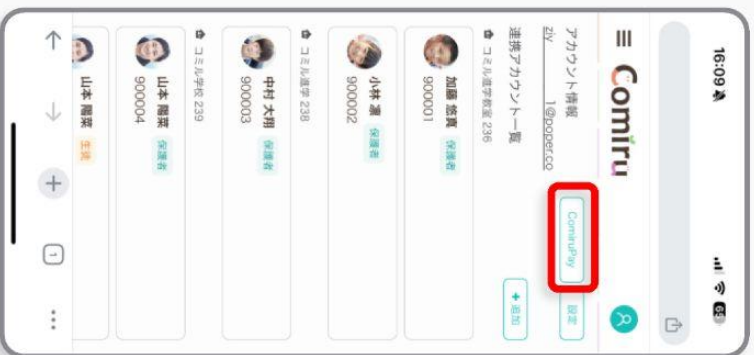 16:09
69
Comiru
アカウント情報
ziy 1@poper.co
ComiruPay
設定
連携アカウント一覧
+追加
コミル進学教室 236
加藤 悠真 保護者
900001
小林 凛 保護者
900002
コミル進学 238
中村 大翔 保護者
900003
コミル学校 239
山本 陽菜 保護者
900004
山本 陽菜 生徒
1